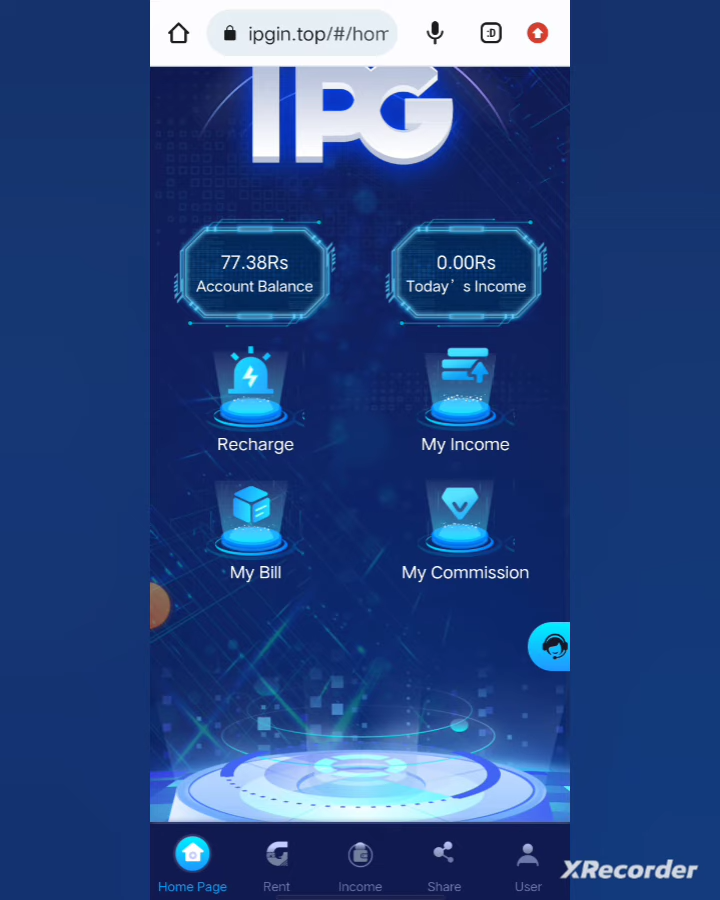 ipgin.top/#/hom
:D
IPG
77.38Rs
Account Balance
0.00Rs
Today's Income
Recharge
My Income
My Bill
My Commission
Home Page
Rent
Income
Share
User
XRecorder